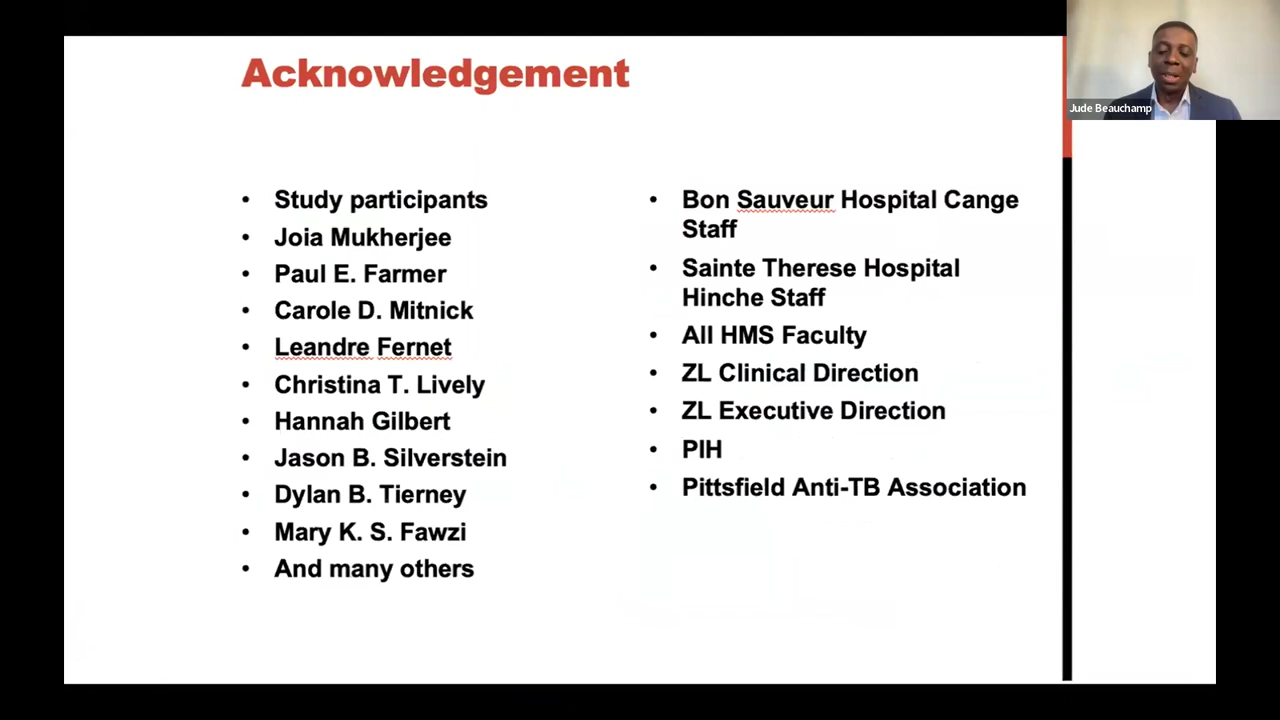 Acknowledgement
• Study participants
• Joia Mukherjee
• Paul E. Farmer
• Carole D. Mitnick
• Leandre Fernet
• Christina T. Lively
• Hannah Gilbert
• Jason B. Silverstein
• Dylan B. Tierney
• Mary K. S. Fawzi
• And many others
• Bon Sauveur Hospital Cange
Staff
• Sainte Therese Hospital
Hinche Staff
• All HMS Faculty
• ZL Clinical Direction
• ZL Executive Direction
• PIH
• Pittsfield Anti-TB Association
Jude Beauchamp